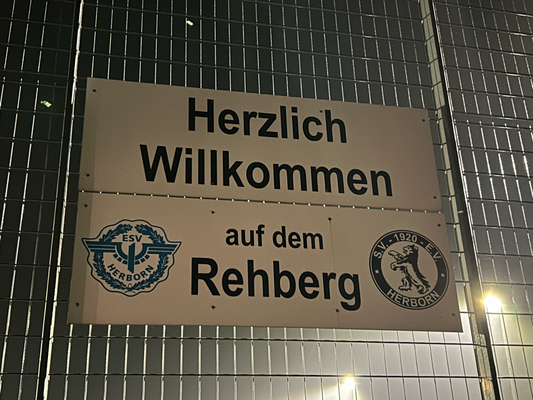 Herzlich
Willkommen
auf dem
Rehberg
ESV
HERBORN
S.V. - 1920 - E.V.
HERBORN